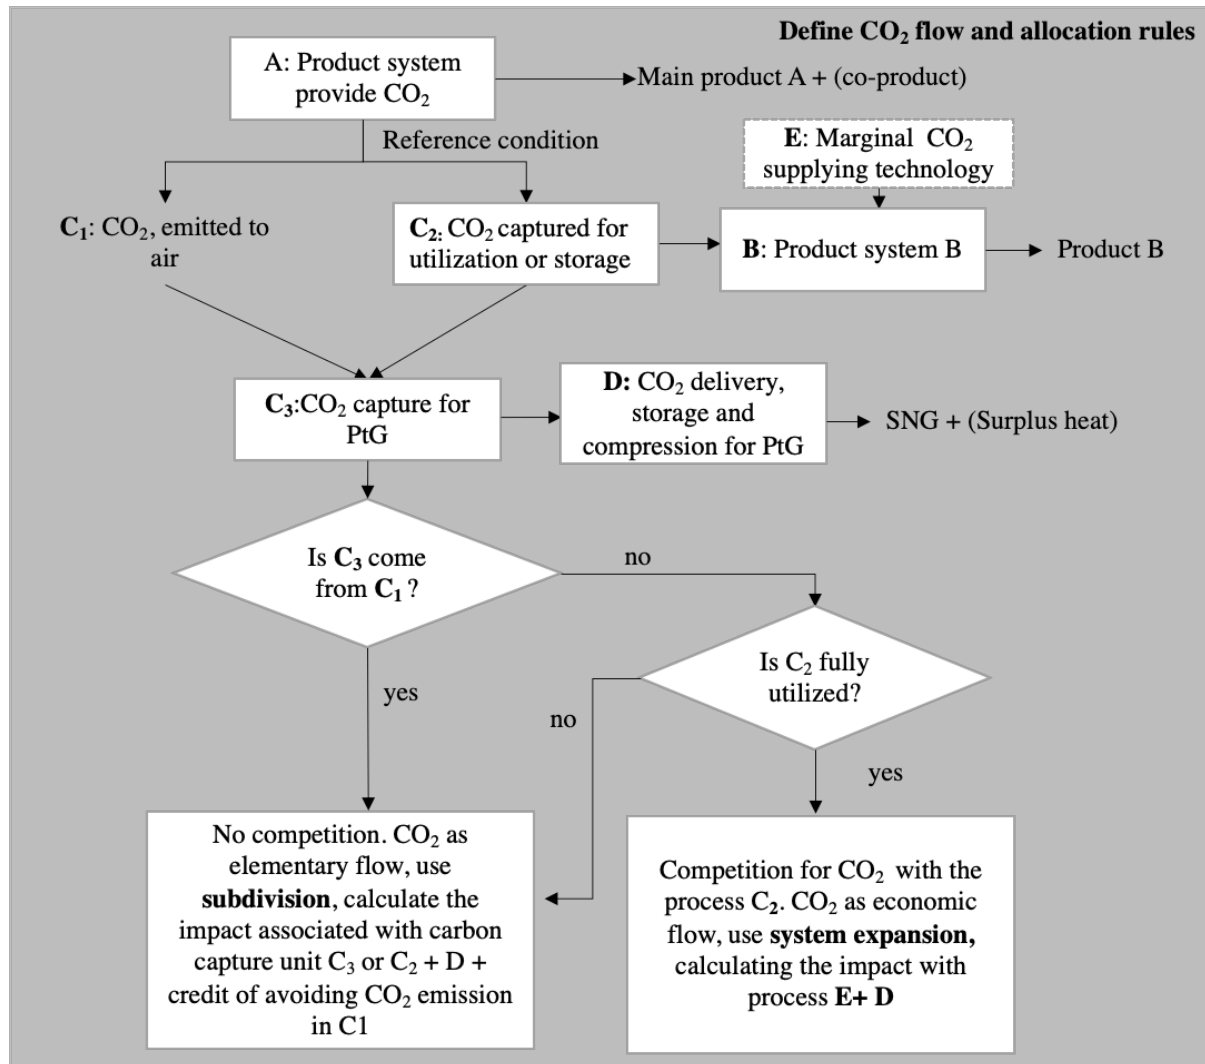 Define CO₂ flow and allocation rules
A: Product system
provide CO₂
Main product A + (co-product)
Reference condition
E: Marginal CO₂
supplying technology
C₁: CO₂, emitted to
air
C₂: CO₂ captured for
utilization or storage
B: Product system B
Product B
C₃:CO₂ capture for
PtG
D: CO₂ delivery,
storage and
compression for PtG
SNG + (Surplus heat)
Is C₃ come
from C₁ ?
no
Is C₂ fully
utilized?
yes
no
yes
No competition. CO₂ as
elementary flow, use
subdivision, calculate the
impact associated with carbon
capture unit C₃ or C₂ + D +
credit of avoiding CO₂ emission
in C1
Competition for CO₂ with the
process C₂. CO₂ as economic
flow, use system expansion,
calculating the impact with
process E+ D